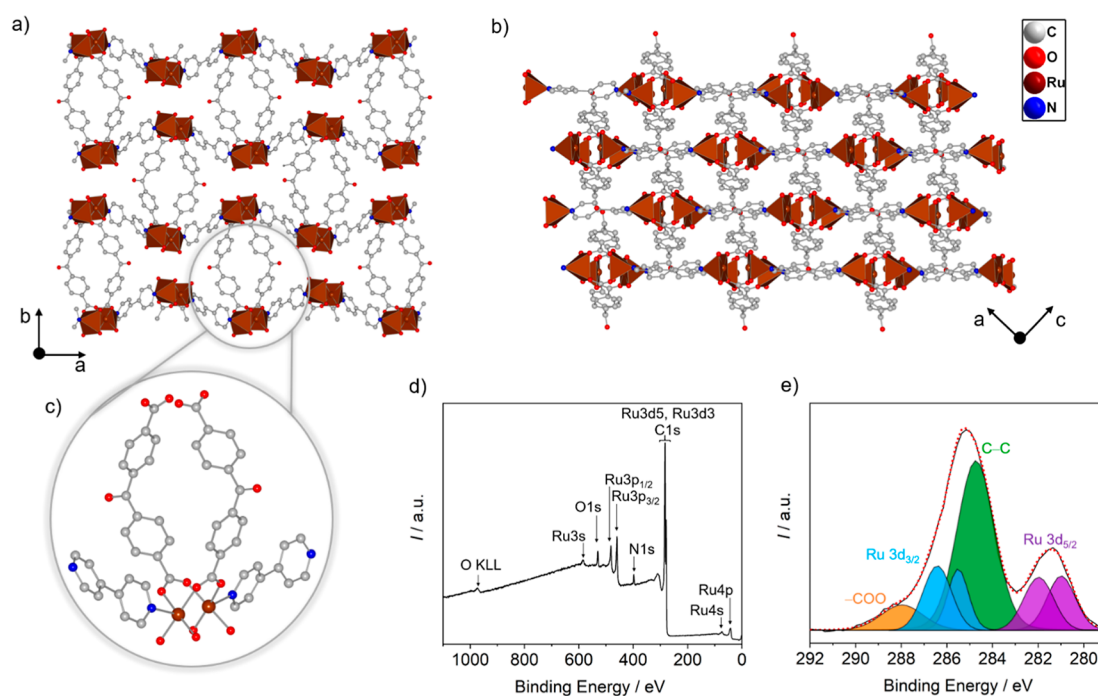 a)
b)
C
O
Ru
N
b
a
a
c
c)
d)
Ru3d5, Ru3d3
C1s
Ru3p1/2
Ru3p3/2
O1s
Ru3s
N1s
O KLL
Ru4p
Ru4s
I / a.u.
1000 800 600 400 200 0
Binding Energy / eV
e)
C–C
Ru 3d3/2
Ru 3d5/2
–COO
I / a.u.
292 290 288 286 284 282 280
Binding Energy / eV